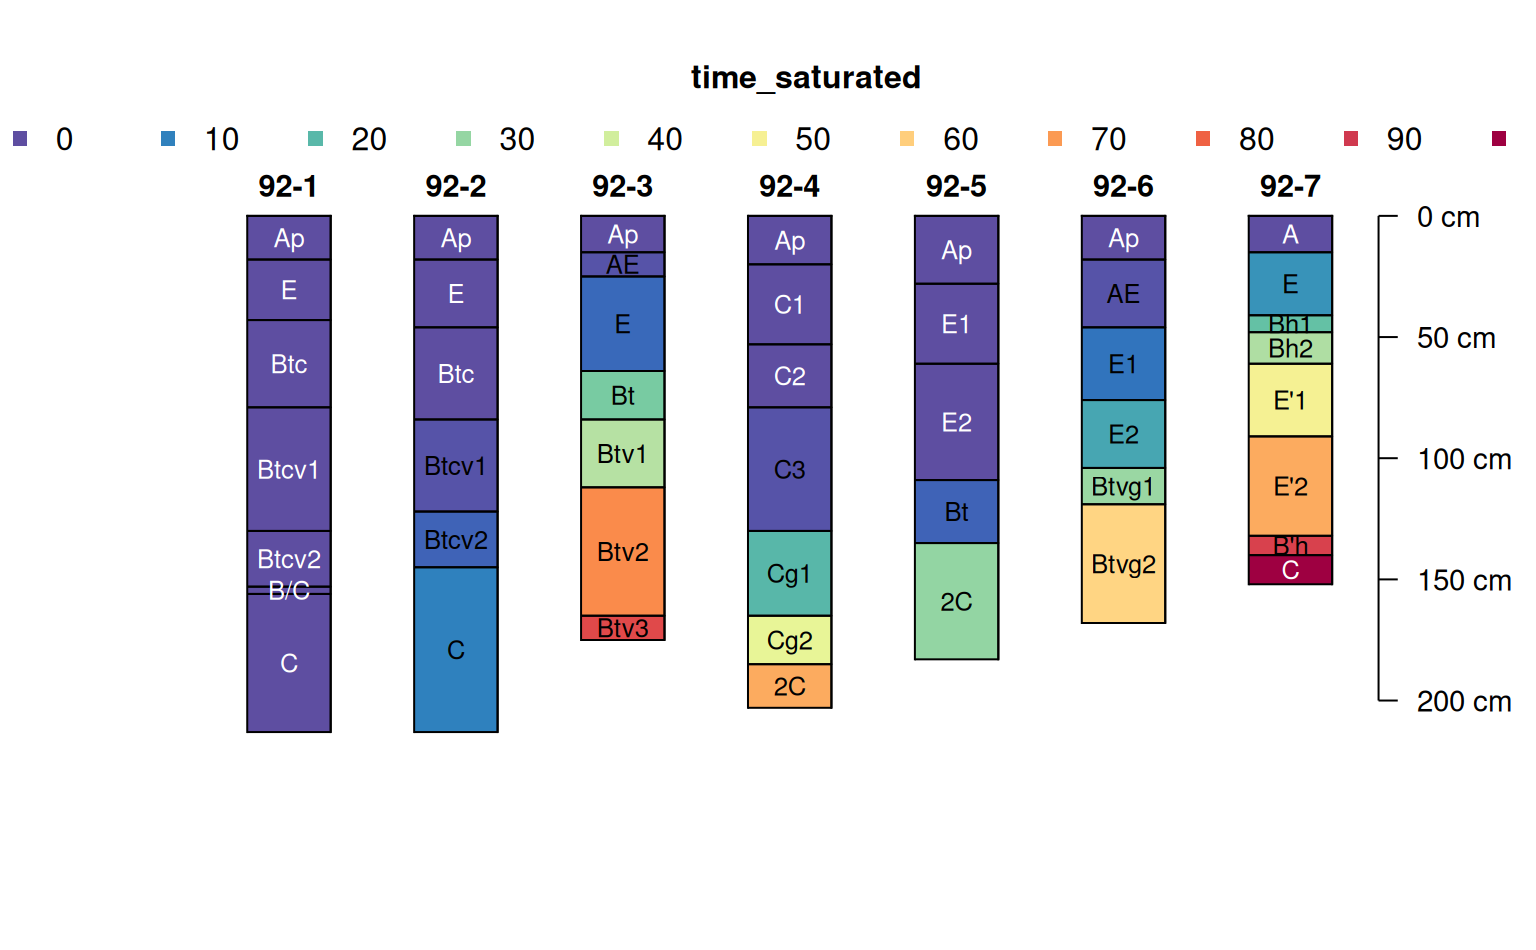 time_saturated
0 10 20 30 40 50 60 70 80 90
92-1 92-2 92-3 92-4 92-5 92-6 92-7
Ap
E
Btc
Btcv1
Btcv2
B/C
C
Ap
E
Btc
Btcv1
Btcv2
C
Ap
AE
E
Bt
Btv1
Btv2
Btv3
Ap
C1
C2
C3
Cg1
Cg2
2C
Ap
E1
E2
Bt
2C
Ap
AE
E1
E2
Btvg1
Btvg2
A
E
Bh1
Bh2
E'1
E'2
B'h
C
0 cm
50 cm
100 cm
150 cm
200 cm